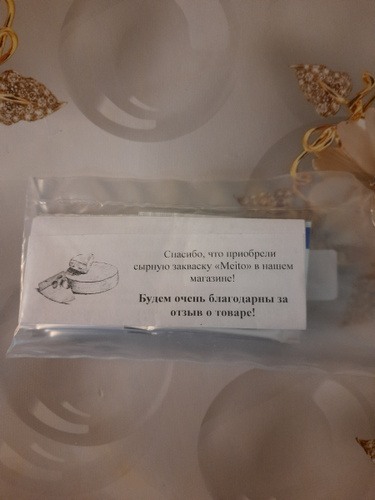 Спасибо, что приобрели
сырную закваску «Meito» в нашем
магазине!
Будем очень благодарны за
отзыв о товаре!